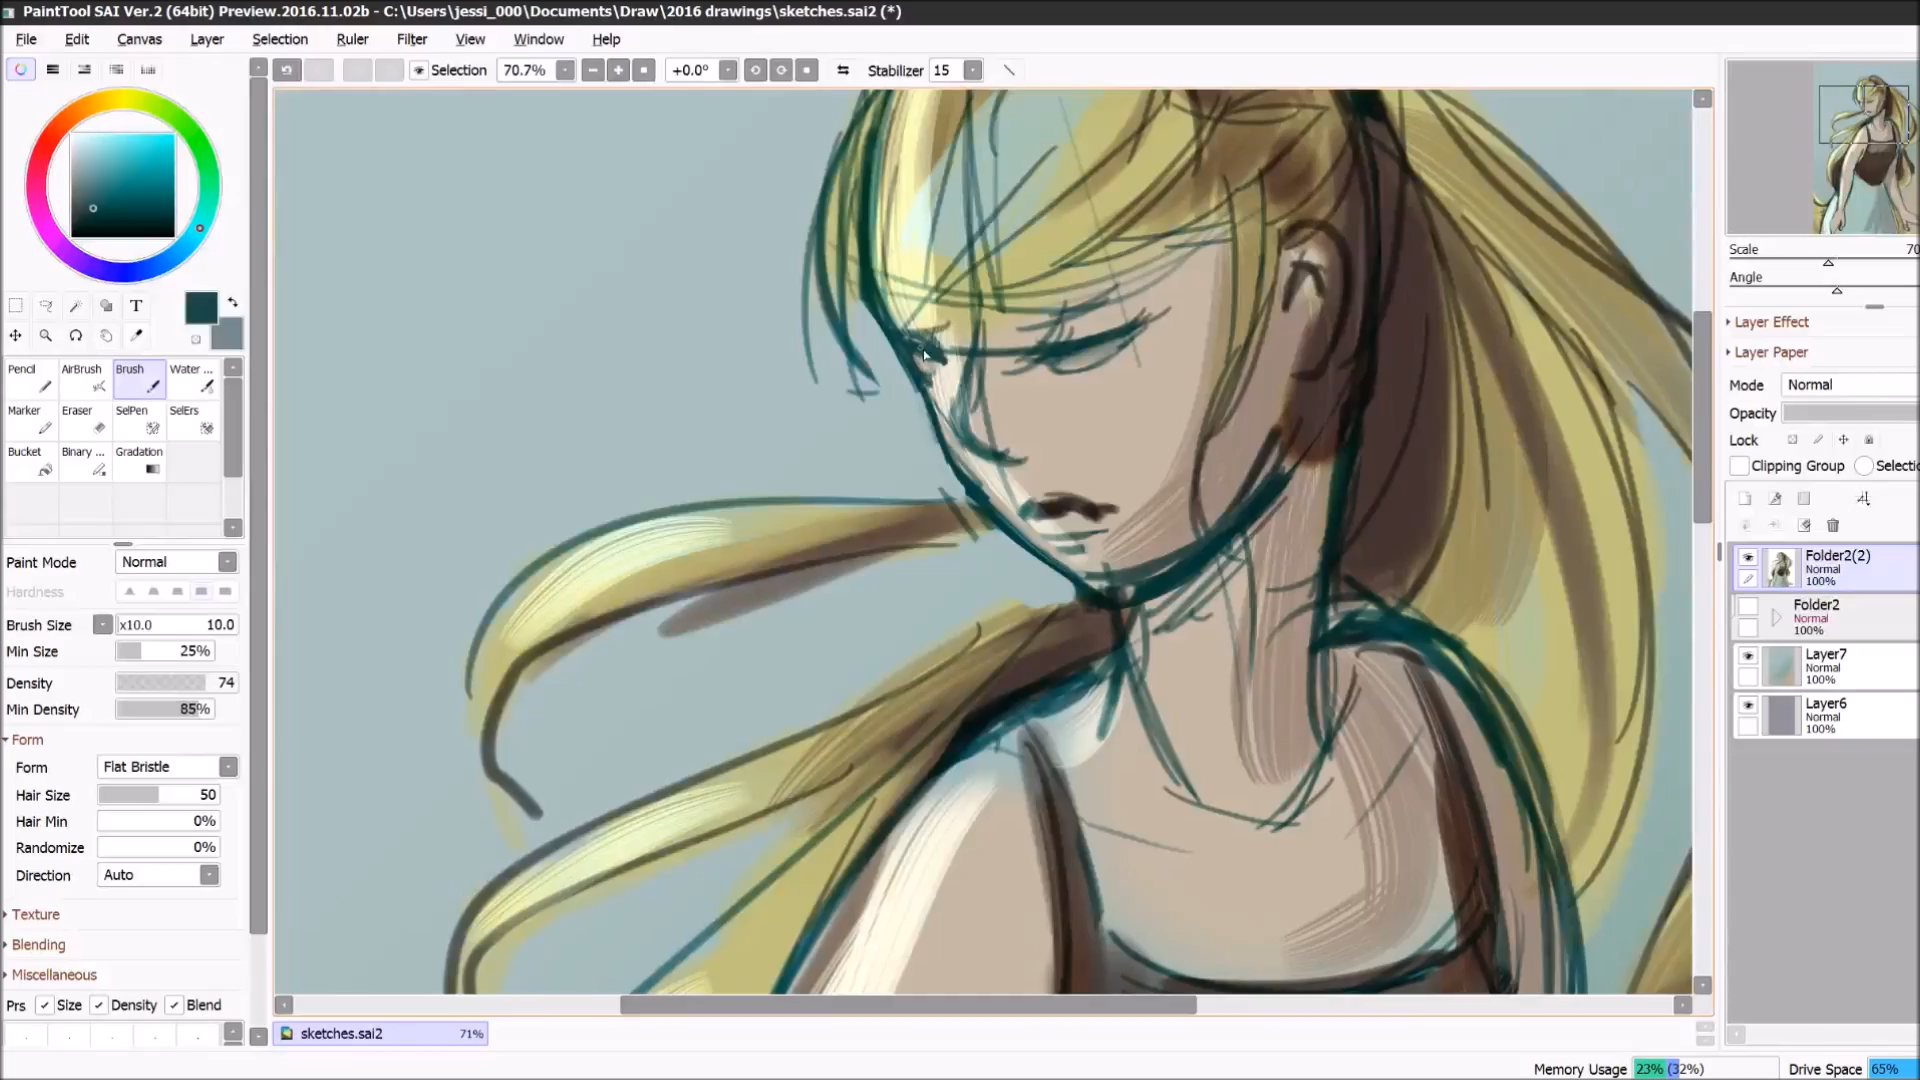 PaintTool SAI Ver.2 (64bit) Preview.2016.11.02b - C:\Users\jessi_000\Documents\Draw\2016 drawings\sketches.sai2 (*)
File Edit Canvas Layer Selection Ruler Filter View Window Help
Selection 70.7% +0.0° Stabilizer 15
T
Pencil AirBrush Brush Water ...
Marker Eraser SelPen SelErs
Bucket Binary ... Gradation
Paint Mode Normal
Hardness
Brush Size x10.0 10.0
Min Size 25%
Density 74
Min Density 85%
Form
Form Flat Bristle
Hair Size 50
Hair Min 0%
Randomize 0%
Direction Auto
Texture
Blending
Miscellaneous
Prs Size Density Blend
sketches.sai2 71%
Scale 70
Angle
Layer Effect
Layer Paper
Mode Normal
Opacity
Lock
Clipping Group Selectio
Folder2(2)
Normal
100%
Folder2
Normal
100%
Layer7
Normal
100%
Layer6
Normal
100%
Memory Usage 23% (32%) Drive Space 65%